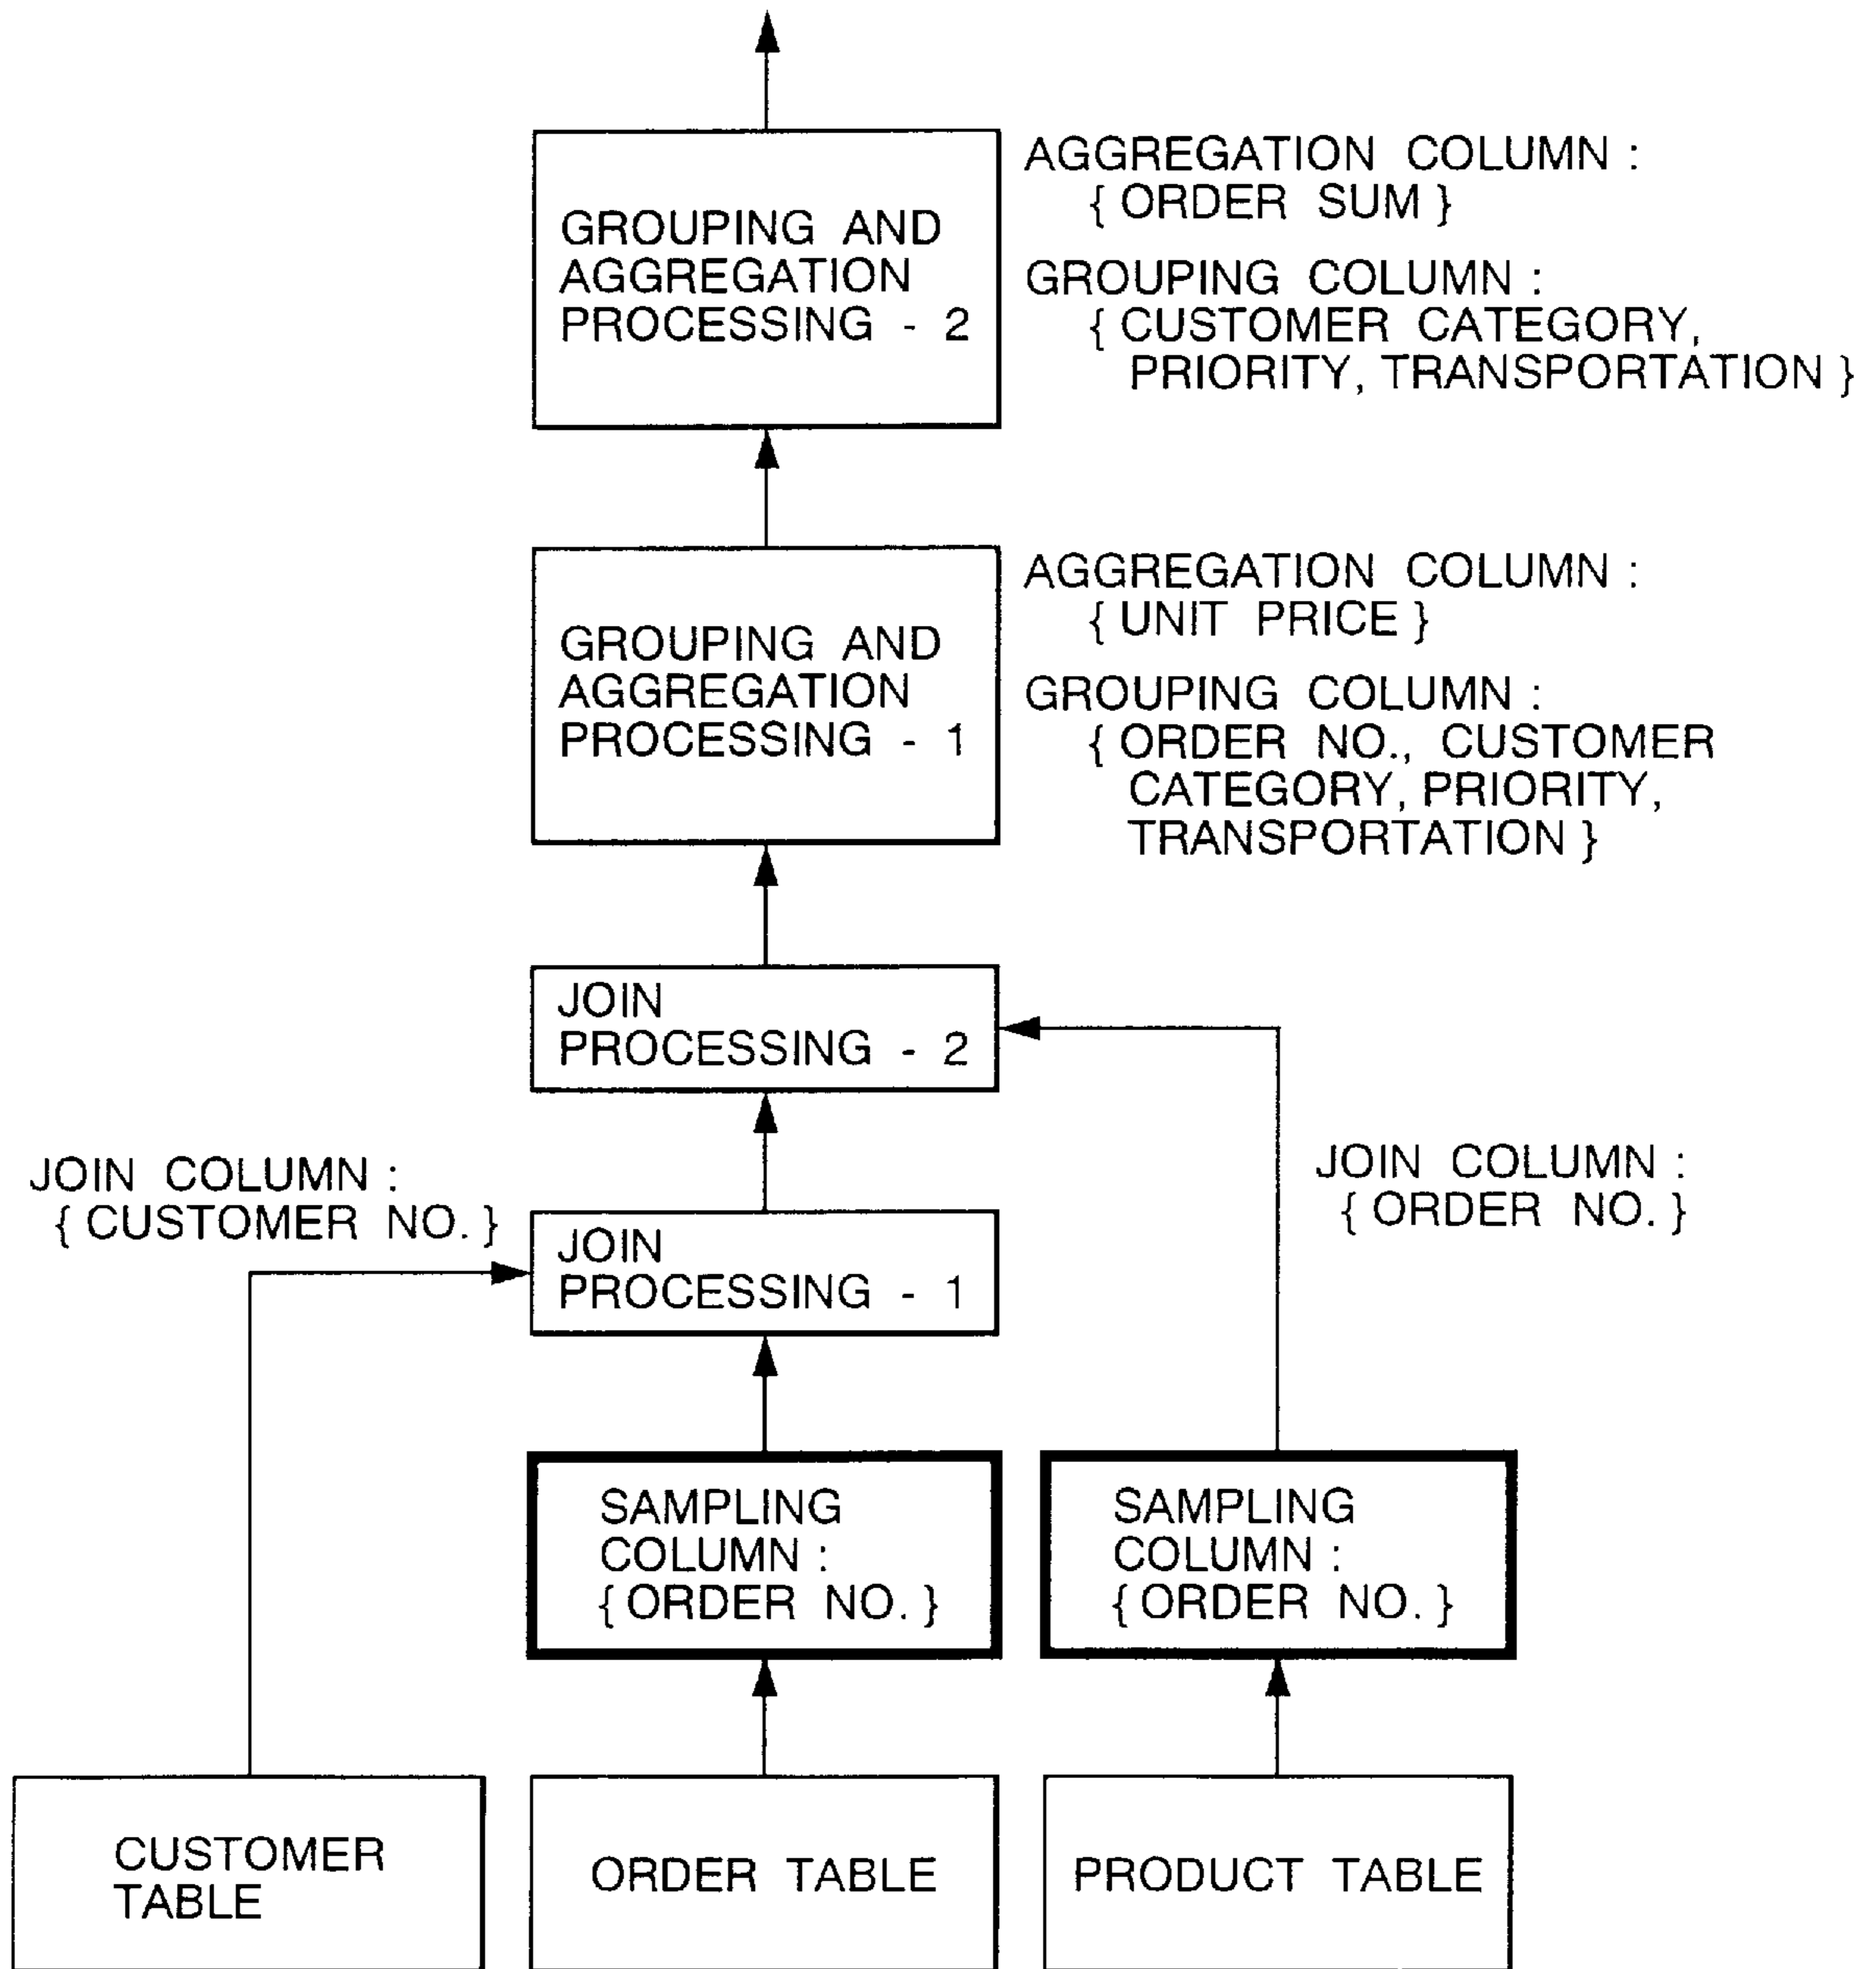 GROUPING AND
AGGREGATION
PROCESSING - 2
AGGREGATION COLUMN :
{ ORDER SUM }
GROUPING COLUMN :
{ CUSTOMER CATEGORY,
PRIORITY, TRANSPORTATION }
GROUPING AND
AGGREGATION
PROCESSING - 1
AGGREGATION COLUMN :
{ UNIT PRICE }
GROUPING COLUMN :
{ ORDER NO., CUSTOMER
CATEGORY, PRIORITY,
TRANSPORTATION }
JOIN
PROCESSING - 2
JOIN COLUMN :
{ CUSTOMER NO. }
JOIN COLUMN :
{ ORDER NO. }
JOIN
PROCESSING - 1
SAMPLING
COLUMN :
{ ORDER NO. }
SAMPLING
COLUMN :
{ ORDER NO. }
CUSTOMER
TABLE
ORDER TABLE
PRODUCT TABLE